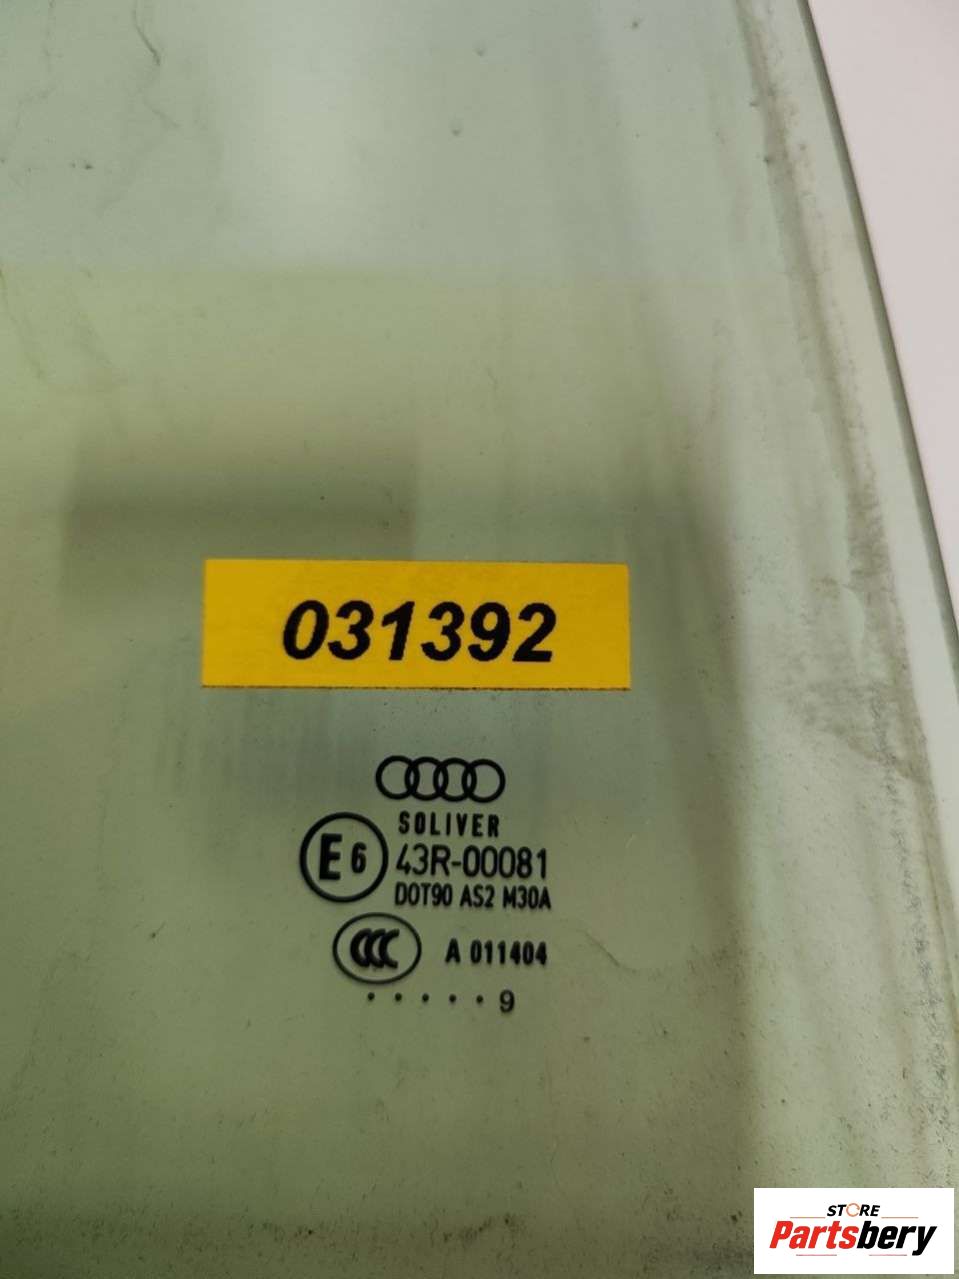 031392
SOLIVER
E6 43R-00081
DOT90 AS2 M30A
CCC A 011404
. . . . . 9
STORE
Partsbery